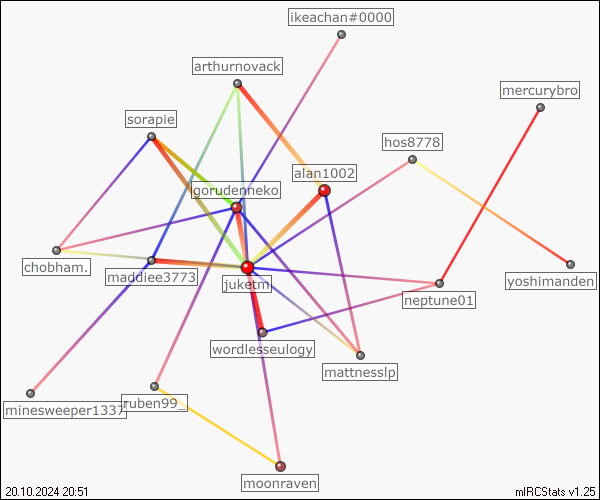 ikeachan#0000
arthurnovack
mercurybro
sorapie
hos8778
alan1002
gorudenneko
chobham.
maddiee3773
juketm
yoshimanden
neptune01
wordlesseulogy
mattnesslp
minesweeper1337
ruben99_
moonraven
20.10.2024 20:51
mIRCStats v1.25